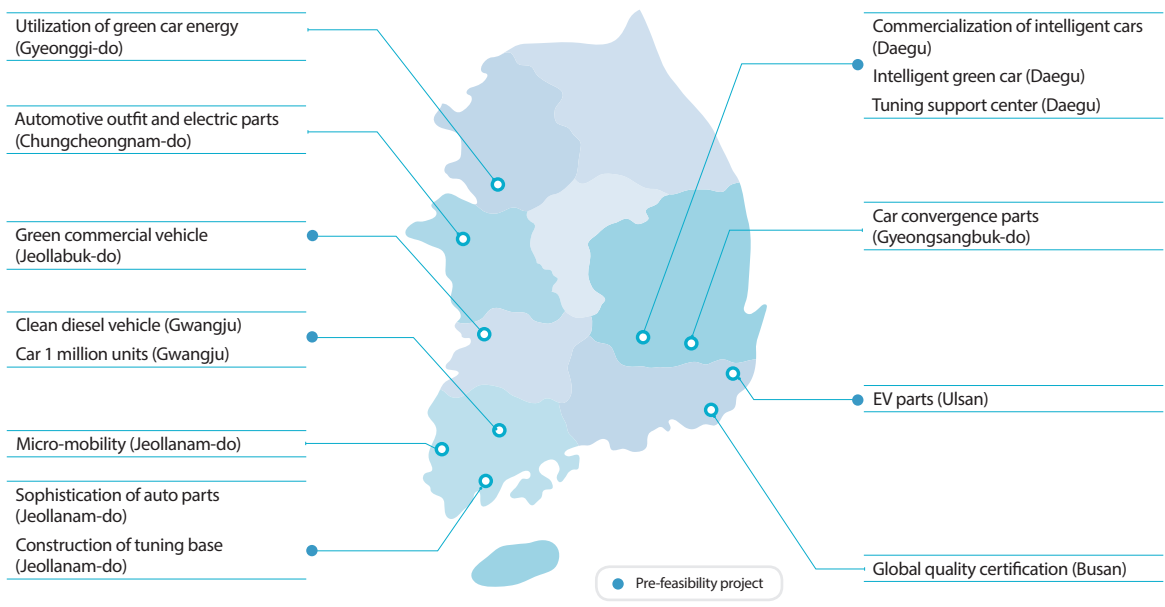 Utilization of green car energy
(Gyeonggi-do)
Automotive outfit and electric parts
(Chungcheongnam-do)
Green commercial vehicle
(Jeollabuk-do)
Clean diesel vehicle (Gwangju)
Car 1 million units (Gwangju)
Micro-mobility (Jeollanam-do)
Sophistication of auto parts
(Jeollanam-do)
Construction of tuning base
(Jeollanam-do)
Commercialization of intelligent cars
(Daegu)
Intelligent green car (Daegu)
Tuning support center (Daegu)
Car convergence parts
(Gyeongsangbuk-do)
EV parts (Ulsan)
Global quality certification (Busan)
Pre-feasibility project